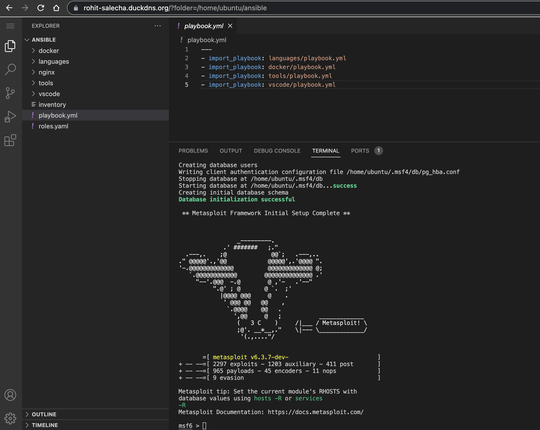 rohit-salecha.duckdns.org/?folder=/home/ubuntu/ansible
EXPLORER
ANSIBLE
docker
languages
nginx
tools
vscode
inventory
playbook.yml
roles.yaml
OUTLINE
TIMELINE
playbook.yml
playbook.yml
1 ---
2 - import_playbook: languages/playbook.yml
3 - import_playbook: docker/playbook.yml
4 - import_playbook: tools/playbook.yml
5 - import_playbook: vscode/playbook.yml
PROBLEMS OUTPUT DEBUG CONSOLE TERMINAL PORTS 1
Creating database users
Writing client authentication configuration file /home/ubuntu/.msf4/db/pg_hba.conf
Stopping database at /home/ubuntu/.msf4/db
Starting database at /home/ubuntu/.msf4/db...success
Creating initial database schema
Database initialization successful
** Metasploit Framework Initial Setup Complete **
( 3 C ) /|___ / Metasploit! \
=[ metasploit v6.3.7-dev- ]
+ -- --=[ 2297 exploits - 1203 auxiliary - 411 post ]
+ -- --=[ 965 payloads - 45 encoders - 11 nops ]
+ -- --=[ 9 evasion ]
Metasploit tip: Set the current module's RHOSTS with
database values using hosts -R or services
-R
Metasploit Documentation: https://docs.metasploit.com/
msf6 >